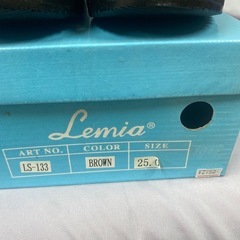 Lemia®
ART NO. COLOR SIZE
LS-133 BROWN 25.0